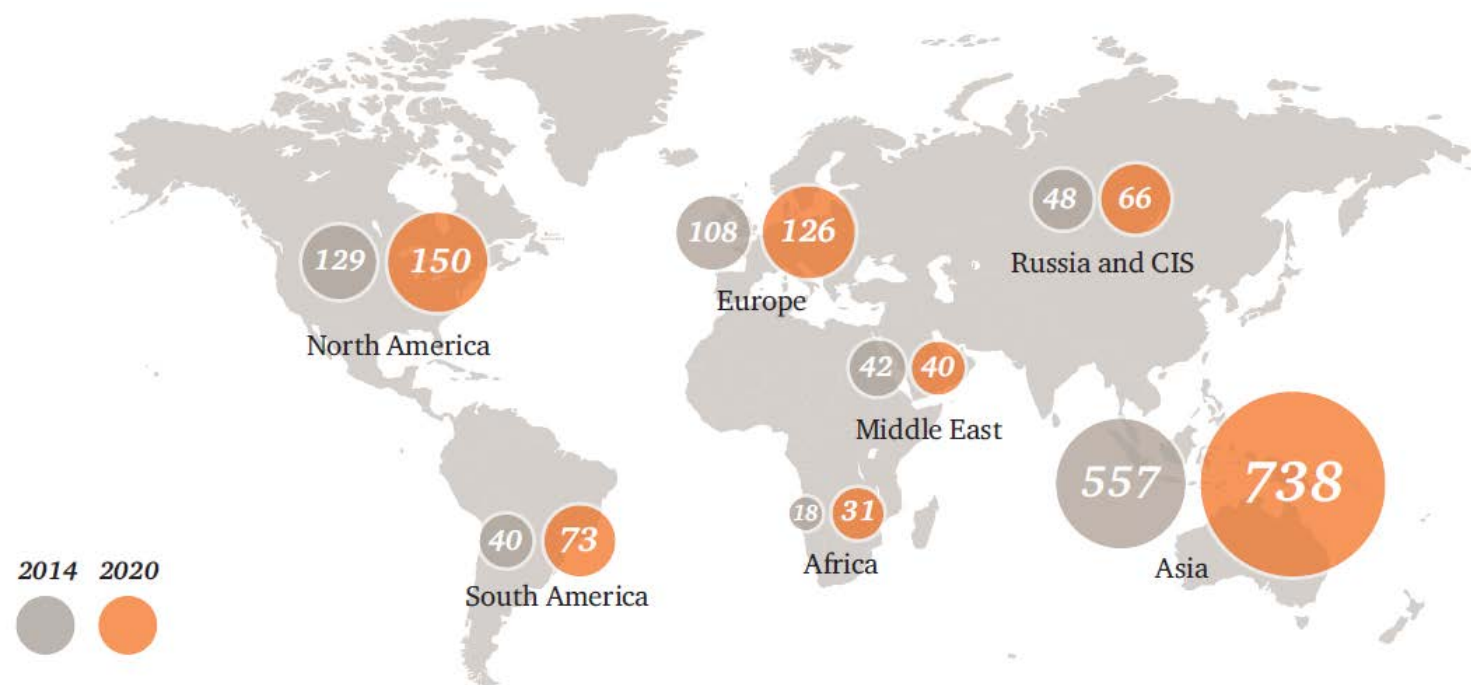 129 150
North America
108 126
Europe
48 66
Russia and CIS
42 40
Middle East
557 738
Asia
18 31
Africa
40 73
South America
2014 2020